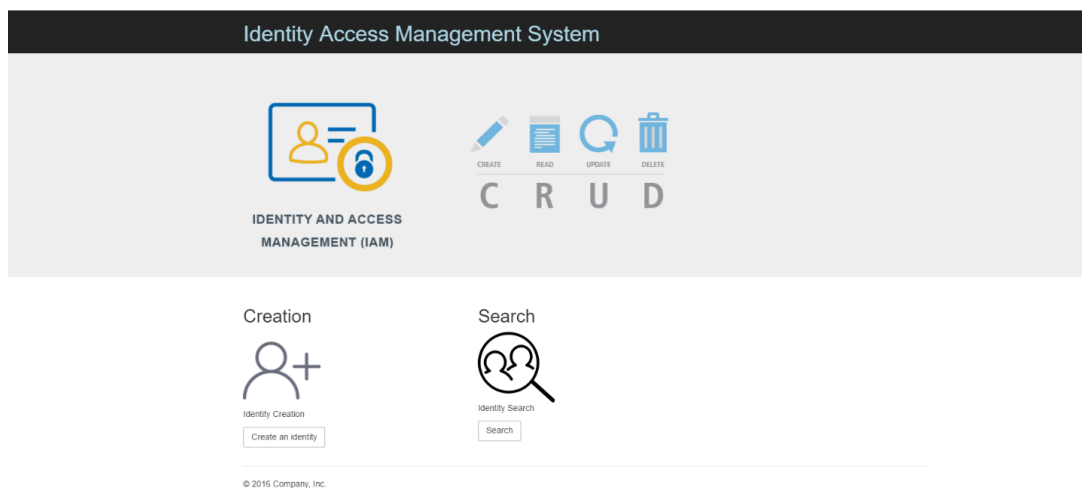 Identity Access Management System
CREATE READ UPDATE DELETE
C R U D
IDENTITY AND ACCESS
MANAGEMENT (IAM)
Creation
Identity Creation
Create an identity
Search
Identity Search
Search
© 2016 Company, Inc.